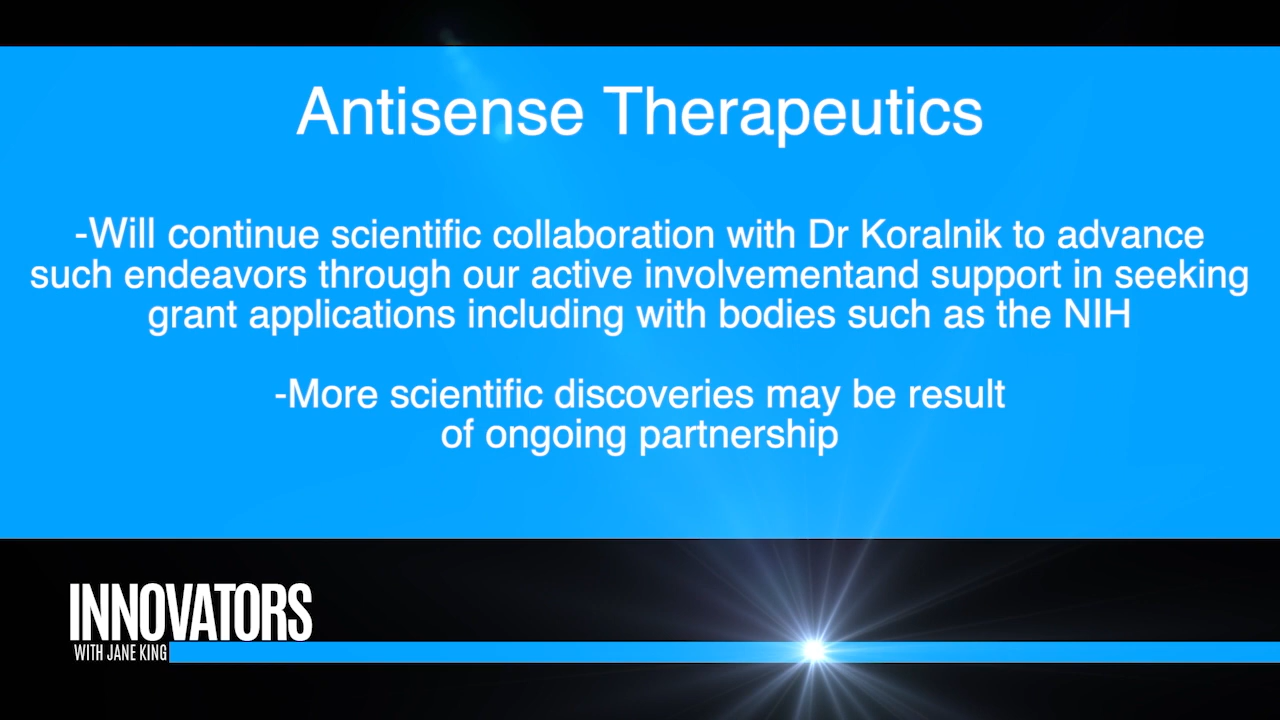 Antisense Therapeutics
-Will continue scientific collaboration with Dr Koralnik to advance
such endeavors through our active involvementand support in seeking
grant applications including with bodies such as the NIH
-More scientific discoveries may be result
of ongoing partnership
INNOVATORS
WITH JANE KING